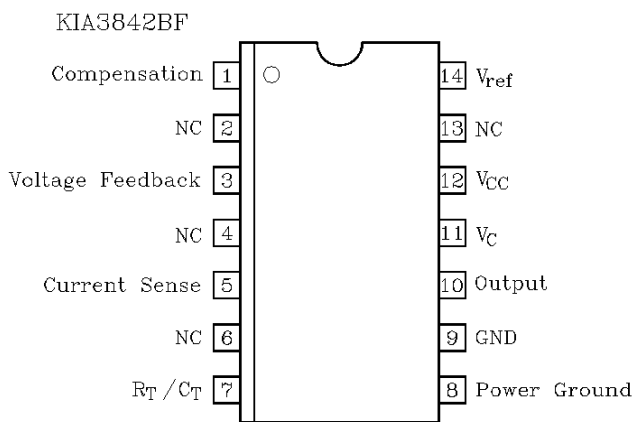 KIA3842BF
Compensation 1 14 Vref
NC 2 13 NC
Voltage Feedback 3 12 VCC
NC 4 11 VC
Current Sense 5 10 Output
NC 6 9 GND
RT/CT 7 8 Power Ground